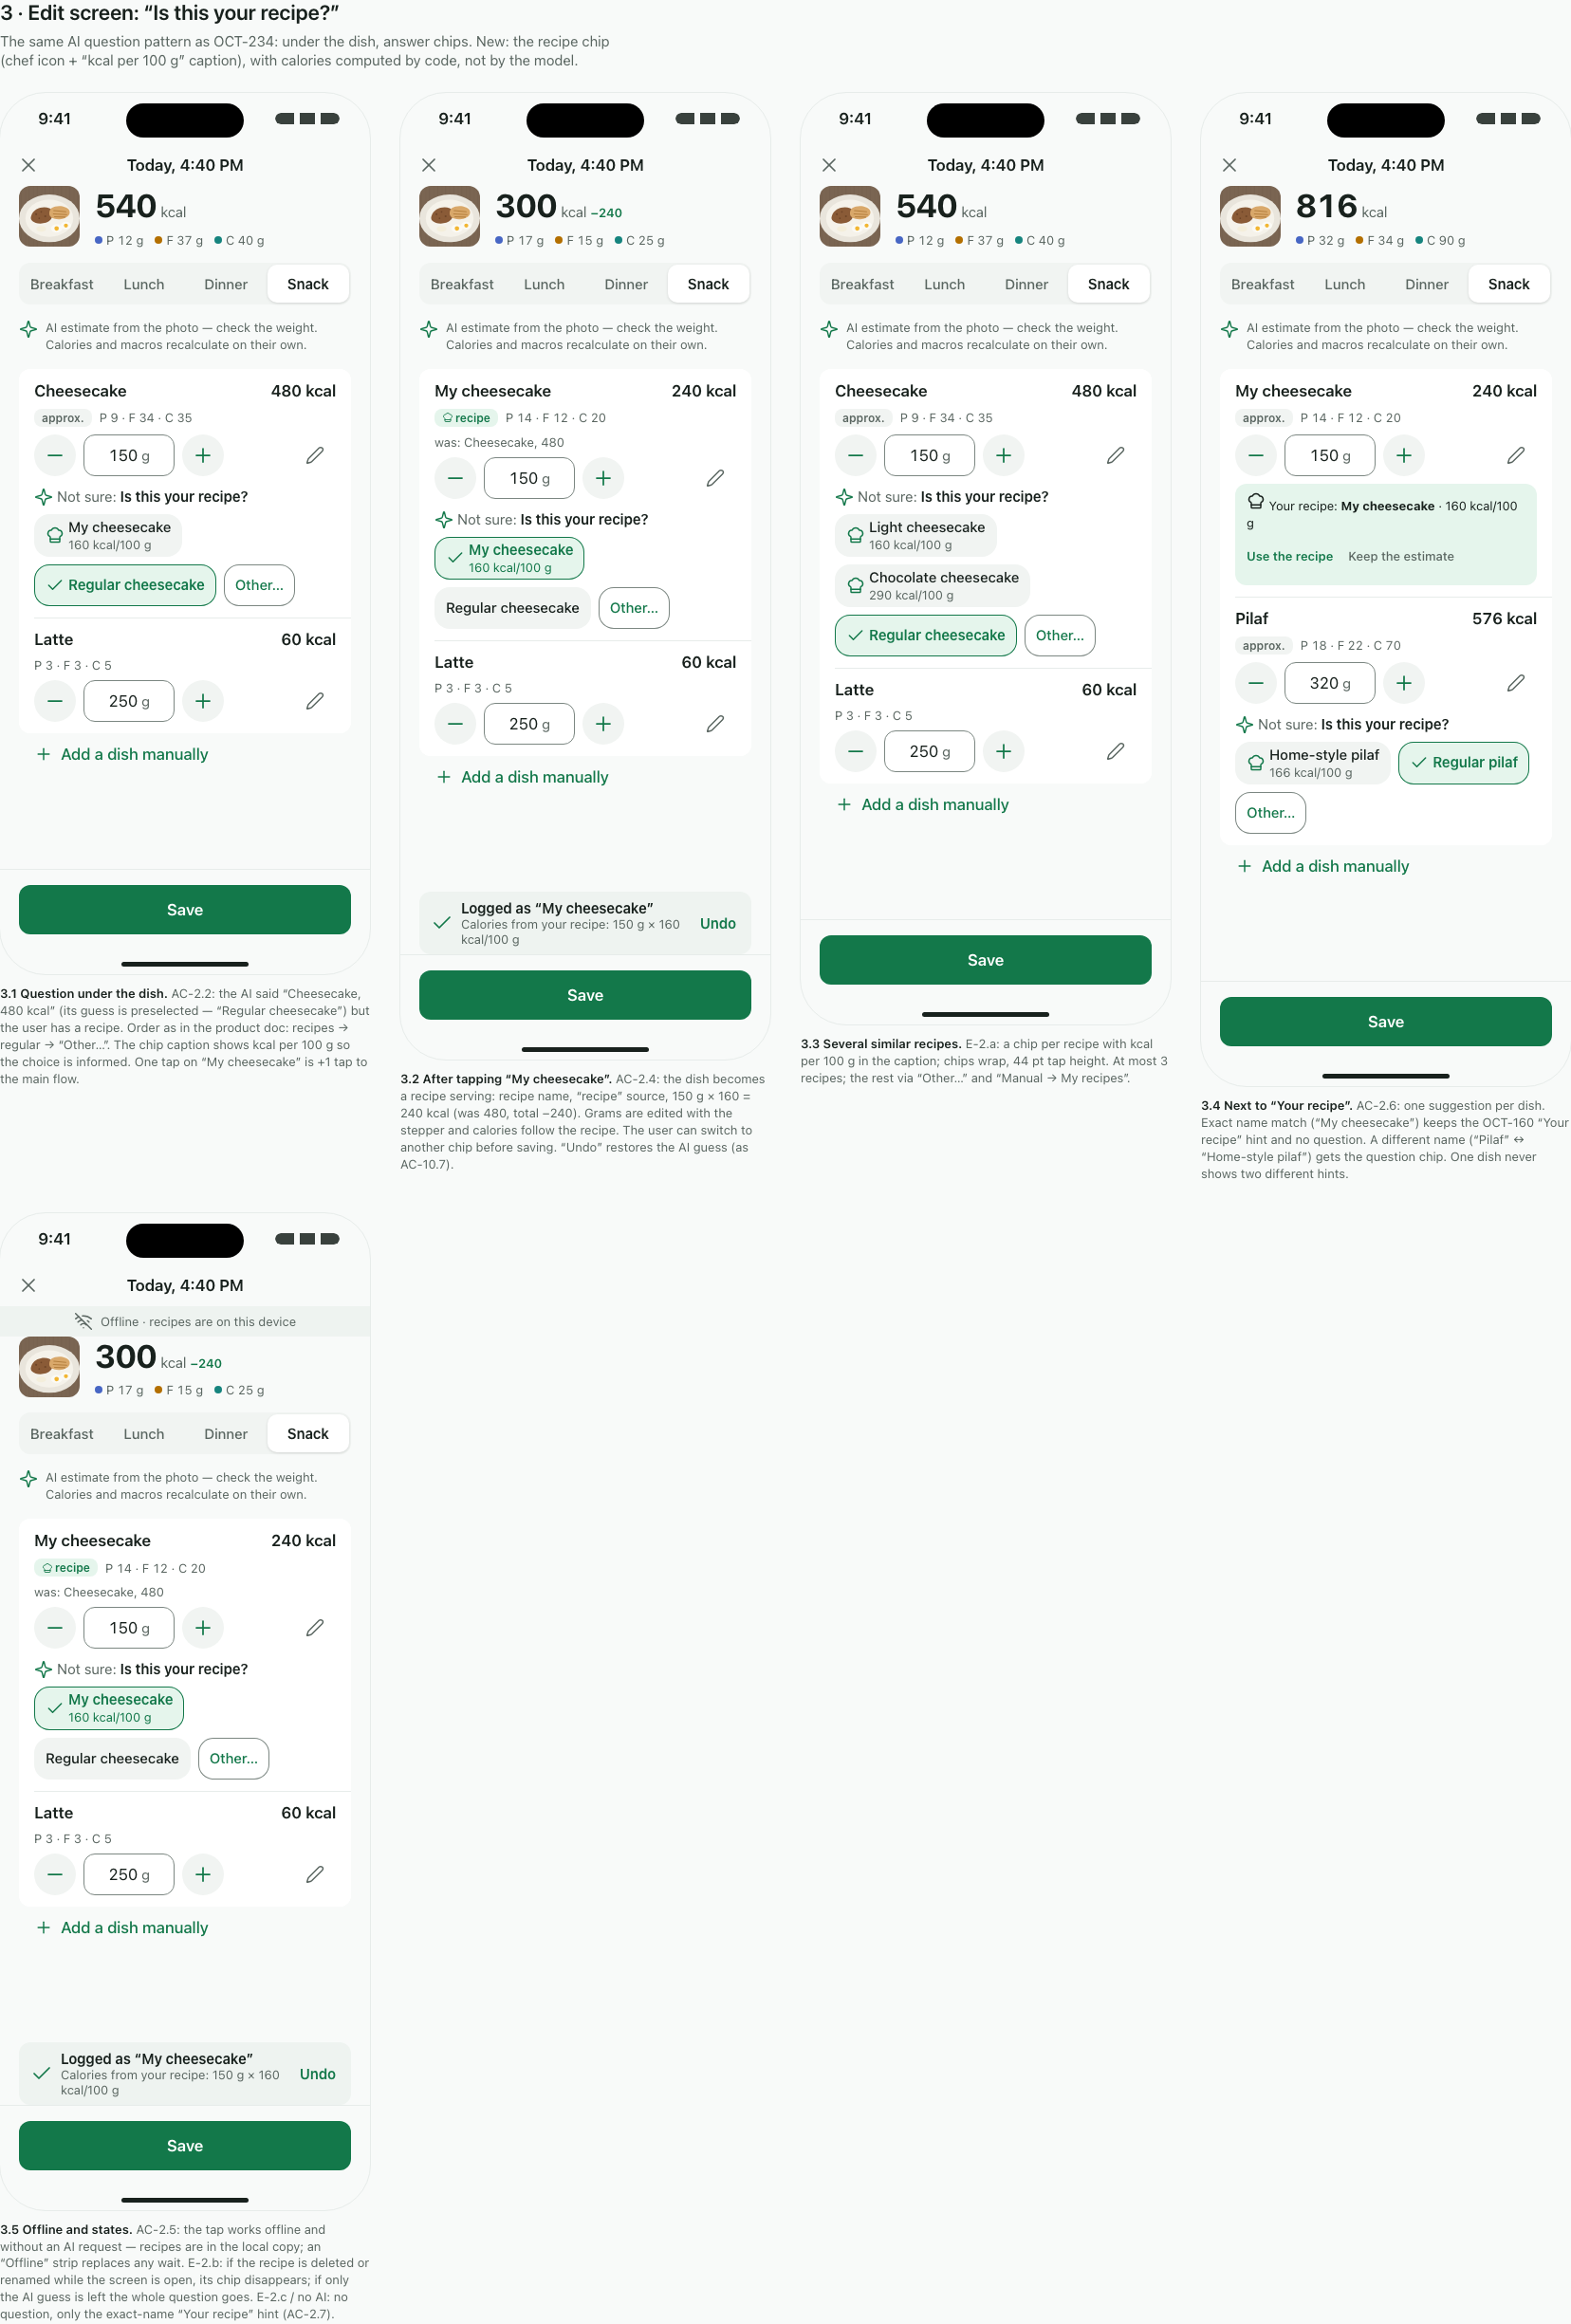 3 · Edit screen: “Is this your recipe?”
The same AI question pattern as OCT-234: under the dish, answer chips. New: the recipe chip
(chef icon + “kcal per 100 g” caption), with calories computed by code, not by the model.
9:41
Today, 4:40 PM
540 kcal
P 12 g F 37 g C 40 g
Breakfast Lunch Dinner Snack
AI estimate from the photo — check the weight.
Calories and macros recalculate on their own.
Cheesecake 480 kcal
approx. P 9 · F 34 · C 35
150 g
Not sure: Is this your recipe?
My cheesecake
160 kcal/100 g
Regular cheesecake Other...
Latte 60 kcal
P 3 · F 3 · C 5
250 g
Add a dish manually
Save
3.1 Question under the dish. AC-2.2: the AI said “Cheesecake,
480 kcal” (its guess is preselected — “Regular cheesecake”) but
the user has a recipe. Order as in the product doc: recipes →
regular → “Other...”. The chip caption shows kcal per 100 g so
the choice is informed. One tap on “My cheesecake” is +1 tap to
the main flow.
9:41
Today, 4:40 PM
300 kcal −240
P 17 g F 15 g C 25 g
Breakfast Lunch Dinner Snack
AI estimate from the photo — check the weight.
Calories and macros recalculate on their own.
My cheesecake 240 kcal
recipe P 14 · F 12 · C 20
was: Cheesecake, 480
150 g
Not sure: Is this your recipe?
My cheesecake
160 kcal/100 g
Regular cheesecake Other...
Latte 60 kcal
P 3 · F 3 · C 5
250 g
Add a dish manually
Logged as “My cheesecake”
Calories from your recipe: 150 g × 160
kcal/100 g
Undo
Save
3.2 After tapping “My cheesecake”. AC-2.4: the dish becomes
a recipe serving: recipe name, “recipe” source, 150 g × 160 =
240 kcal (was 480, total −240). Grams are edited with the
stepper and calories follow the recipe. The user can switch to
another chip before saving. “Undo” restores the AI guess (as
AC-10.7).
9:41
Today, 4:40 PM
540 kcal
P 12 g F 37 g C 40 g
Breakfast Lunch Dinner Snack
AI estimate from the photo — check the weight.
Calories and macros recalculate on their own.
Cheesecake 480 kcal
approx. P 9 · F 34 · C 35
150 g
Not sure: Is this your recipe?
Light cheesecake
160 kcal/100 g
Chocolate cheesecake
290 kcal/100 g
Regular cheesecake Other...
Latte 60 kcal
P 3 · F 3 · C 5
250 g
Add a dish manually
Save
3.3 Several similar recipes. E-2.a: a chip per recipe with kcal
per 100 g in the caption; chips wrap, 44 pt tap height. At most 3
recipes; the rest via “Other...” and “Manual → My recipes”.
9:41
Today, 4:40 PM
816 kcal
P 32 g F 34 g C 90 g
Breakfast Lunch Dinner Snack
AI estimate from the photo — check the weight.
Calories and macros recalculate on their own.
My cheesecake 240 kcal
approx. P 14 · F 12 · C 20
150 g
Your recipe: My cheesecake · 160 kcal/100
g
Use the recipe Keep the estimate
Pilaf 576 kcal
approx. P 18 · F 22 · C 70
320 g
Not sure: Is this your recipe?
Home-style pilaf
166 kcal/100 g
Regular pilaf
Other...
Add a dish manually
Save
3.4 Next to “Your recipe”. AC-2.6: one suggestion per dish.
Exact name match (“My cheesecake”) keeps the OCT-160 “Your
recipe” hint and no question. A different name (“Pilaf” ↔
“Home-style pilaf”) gets the question chip. One dish never
shows two different hints.
9:41
Today, 4:40 PM
Offline · recipes are on this device
300 kcal −240
P 17 g F 15 g C 25 g
Breakfast Lunch Dinner Snack
AI estimate from the photo — check the weight.
Calories and macros recalculate on their own.
My cheesecake 240 kcal
recipe P 14 · F 12 · C 20
was: Cheesecake, 480
150 g
Not sure: Is this your recipe?
My cheesecake
160 kcal/100 g
Regular cheesecake Other...
Latte 60 kcal
P 3 · F 3 · C 5
250 g
Add a dish manually
Logged as “My cheesecake”
Calories from your recipe: 150 g × 160
kcal/100 g
Undo
Save
3.5 Offline and states. AC-2.5: the tap works offline and
without an AI request — recipes are in the local copy; an
“Offline” strip replaces any wait. E-2.b: if the recipe is deleted or
renamed while the screen is open, its chip disappears; if only
the AI guess is left the whole question goes. E-2.c / no AI: no
question, only the exact-name “Your recipe” hint (AC-2.7).